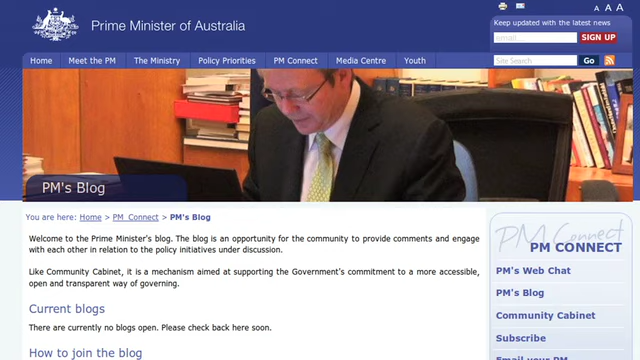 Prime Minister of Australia
A A A
Keep updated with the latest news
email...
SIGN UP
Home
Meet the PM
The Ministry
Policy Priorities
PM Connect
Media Centre
Youth
Site Search
Go
PM's Blog
You are here: Home > PM Connect > PM's Blog
Welcome to the Prime Minister's blog. The blog is an opportunity for the community to provide comments and engage
with each other in relation to the policy initiatives under discussion.
Like Community Cabinet, it is a mechanism aimed at supporting the Government's commitment to a more accessible,
open and transparent way of governing.
Current blogs
There are currently no blogs open. Please check back here soon.
How to join the blog
PM Connect
PM CONNECT
PM's Web Chat
PM's Blog
Community Cabinet
Subscribe
Email your PM